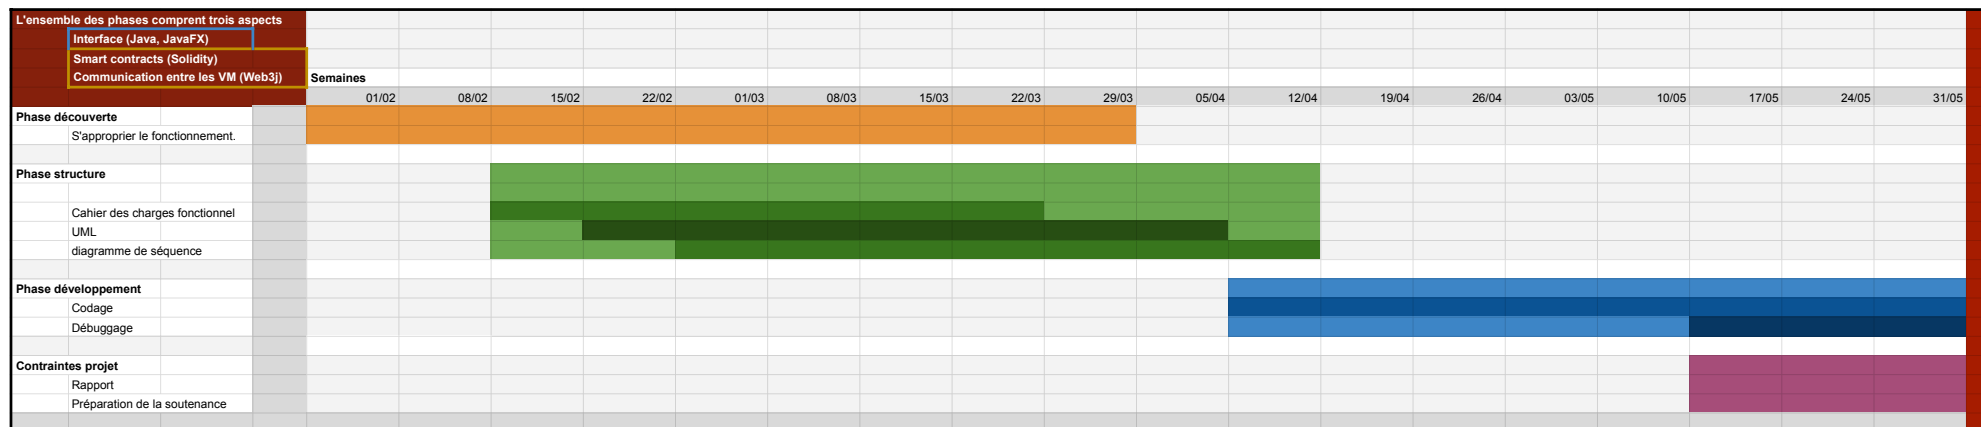 L'ensemble des phases comprent trois aspects
Interface (Java, JavaFX)
Smart contracts (Solidity)
Communication entre les VM (Web3j)
Semaines
01/02 08/02 15/02 22/02 01/03 08/03 15/03 22/03 29/03 05/04 12/04 19/04 26/04 03/05 10/05 17/05 24/05 31/05
Phase découverte
S'approprier le fonctionnement.
Phase structure
Cahier des charges fonctionnel
UML
diagramme de séquence
Phase développement
Codage
Débuggage
Contraintes projet
Rapport
Préparation de la soutenance